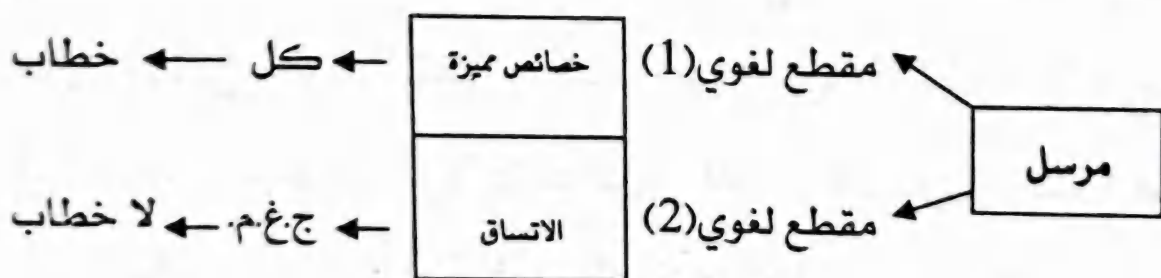 مقطع لغوي(1) خصائص مميزة كل خطاب
مرسل
مقطع لغوي(2) الاتساق ج.غ.م. لا خطاب